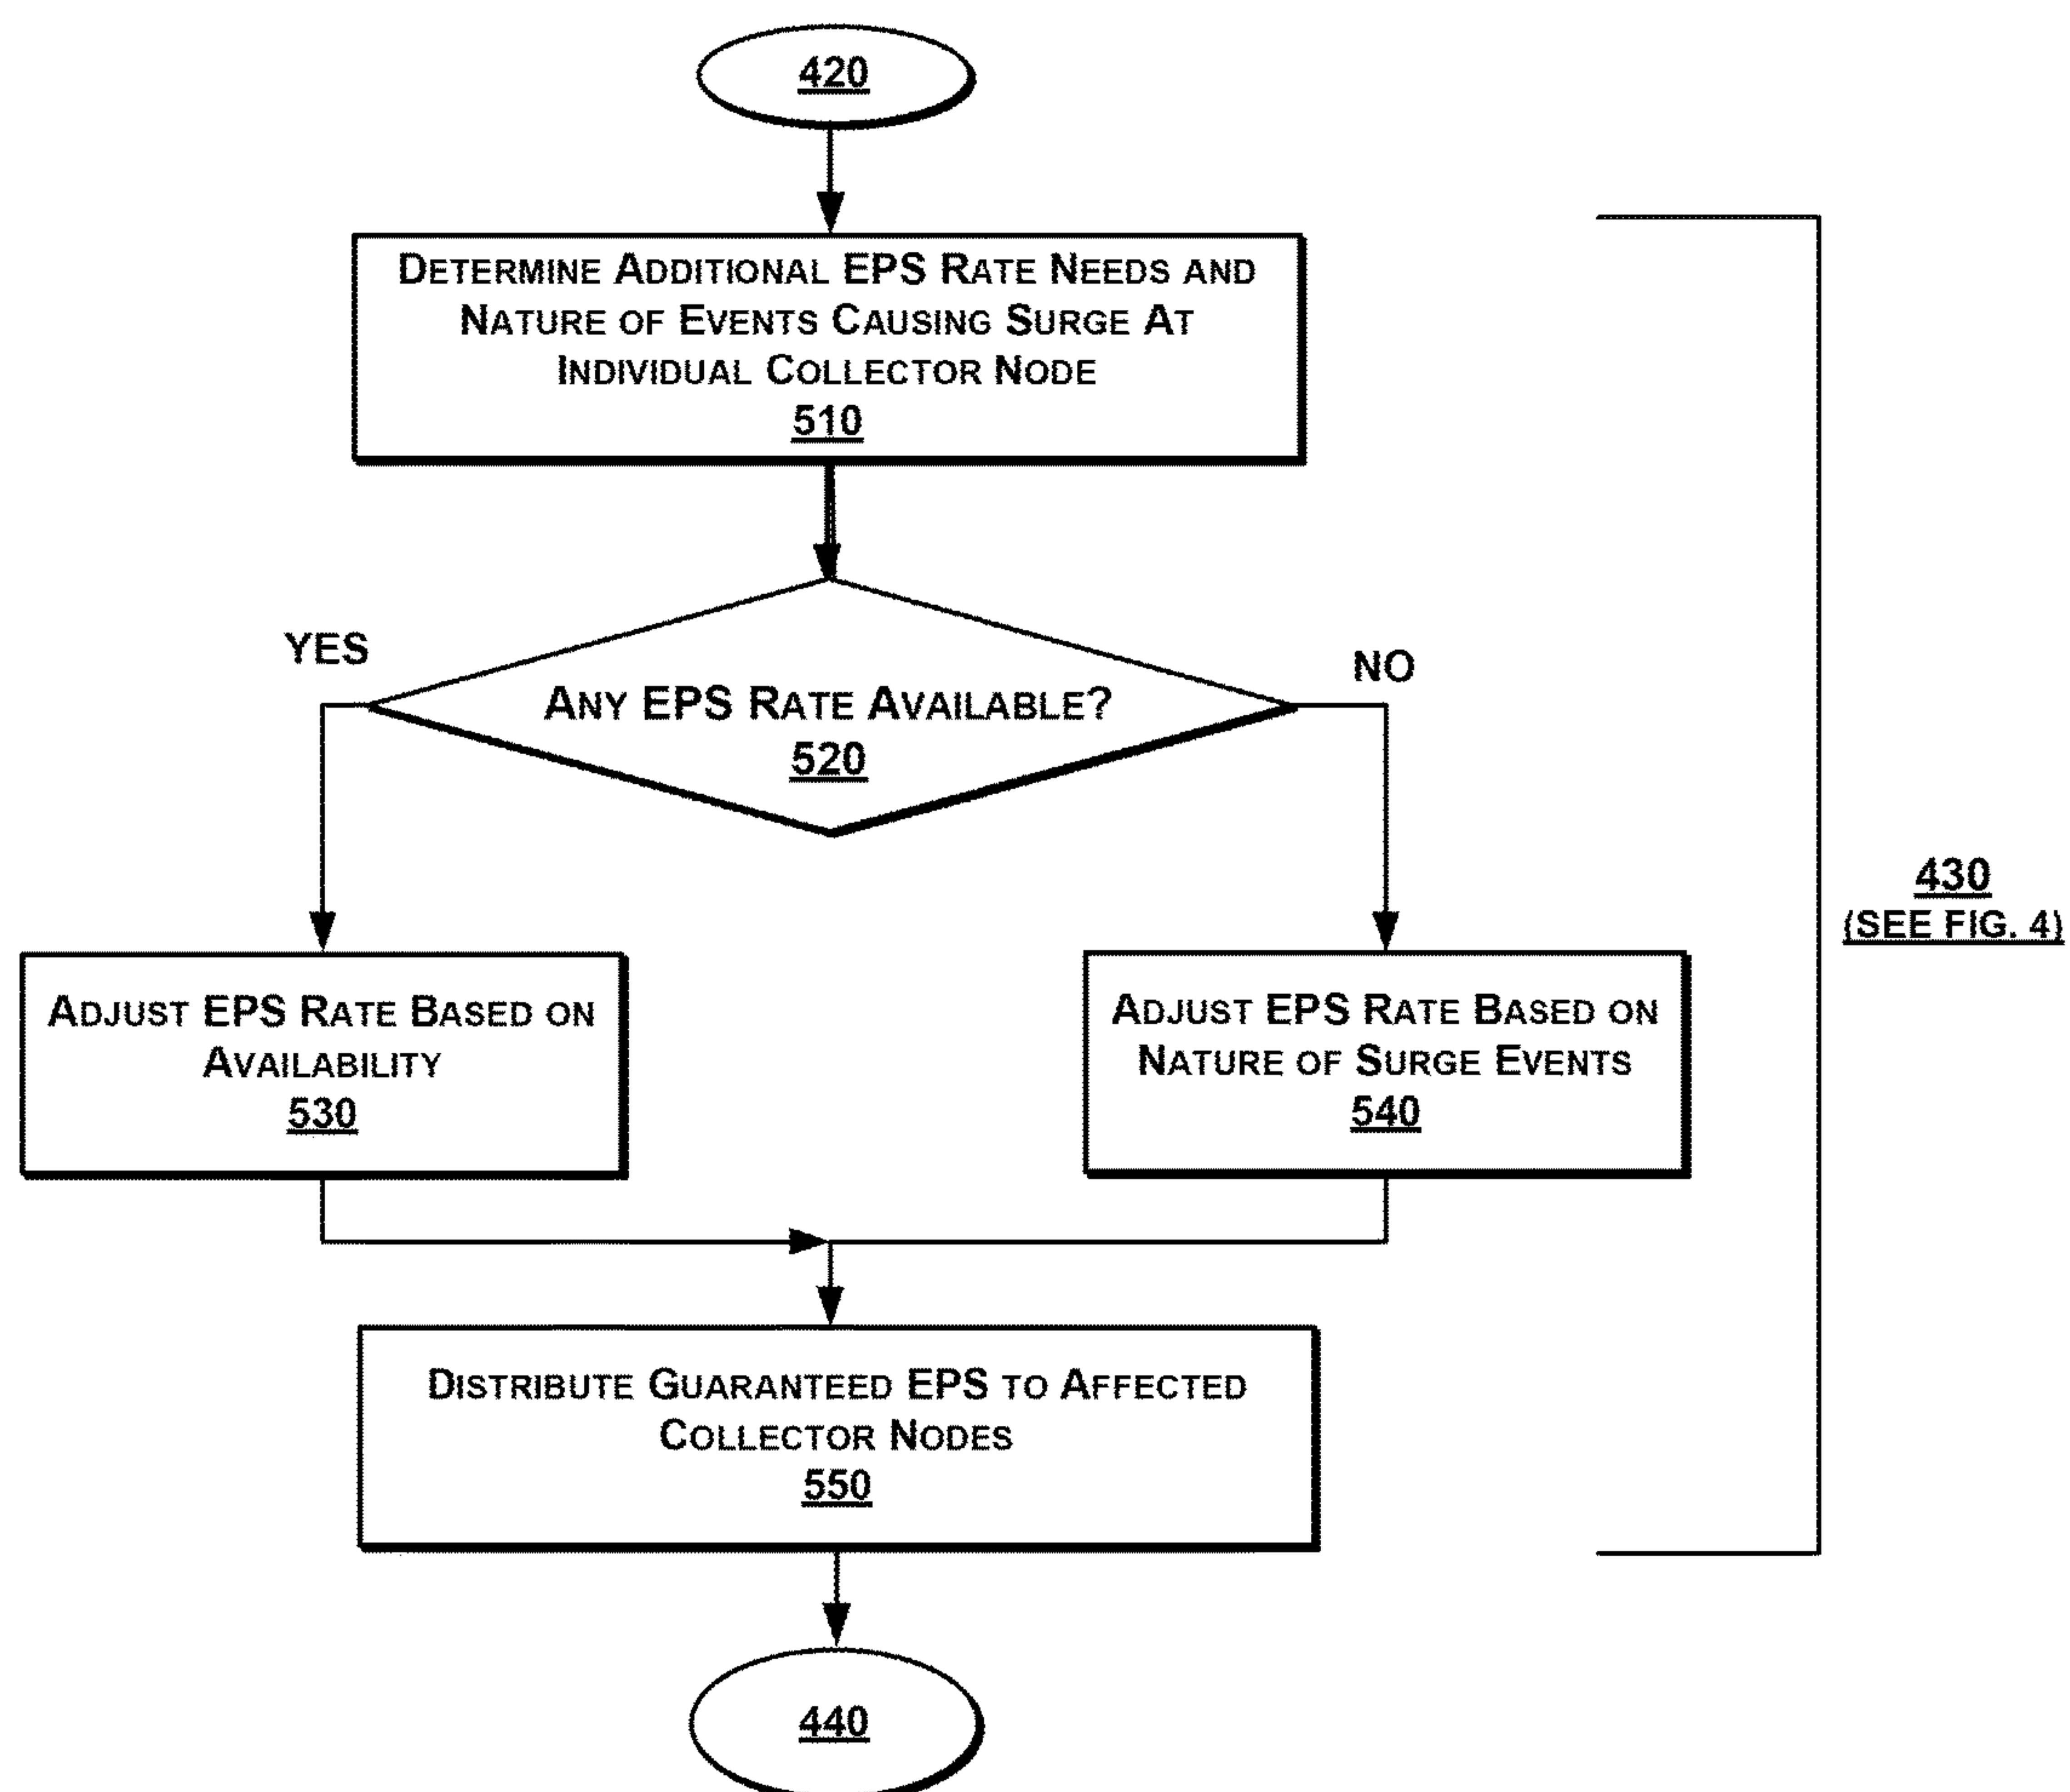 420
DETERMINE ADDITIONAL EPS RATE NEEDS AND
NATURE OF EVENTS CAUSING SURGE AT
INDIVIDUAL COLLECTOR NODE
510
YES
NO
ANY EPS RATE AVAILABLE?
520
430
(SEE FIG. 4)
ADJUST EPS RATE BASED ON
AVAILABILITY
530
ADJUST EPS RATE BASED ON
NATURE OF SURGE EVENTS
540
DISTRIBUTE GUARANTEED EPS TO AFFECTED
COLLECTOR NODES
550
440